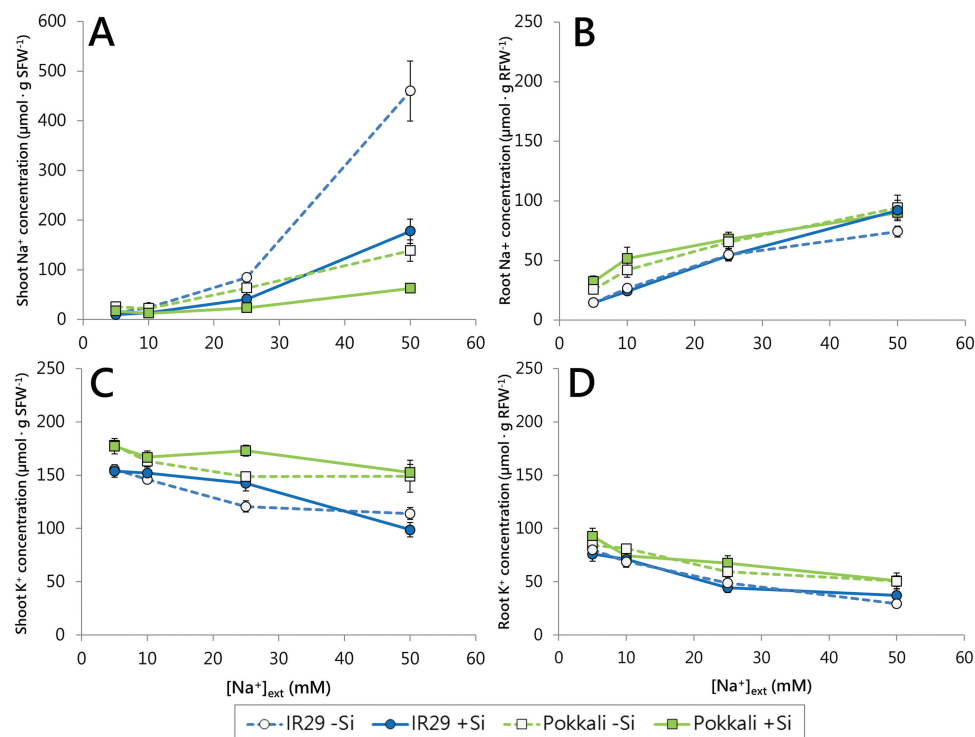 A
Shoot Na⁺ concentration (µmol · g SFW⁻¹)
600
500
400
300
200
100
0
0 10 20 30 40 50 60
B
Root Na+ concentration (µmol · g RFW⁻¹)
250
200
150
100
50
0
0 10 20 30 40 50 60
C
Shoot K⁺ concentration (µmol · g SFW⁻¹)
250
200
150
100
50
0
0 10 20 30 40 50 60
[Na⁺]ext (mM)
D
Root K⁺ concentration (µmol · g RFW⁻¹)
250
200
150
100
50
0
0 10 20 30 40 50 60
[Na⁺]ext (mM)
IR29 -Si IR29 +Si Pokkali -Si Pokkali +Si